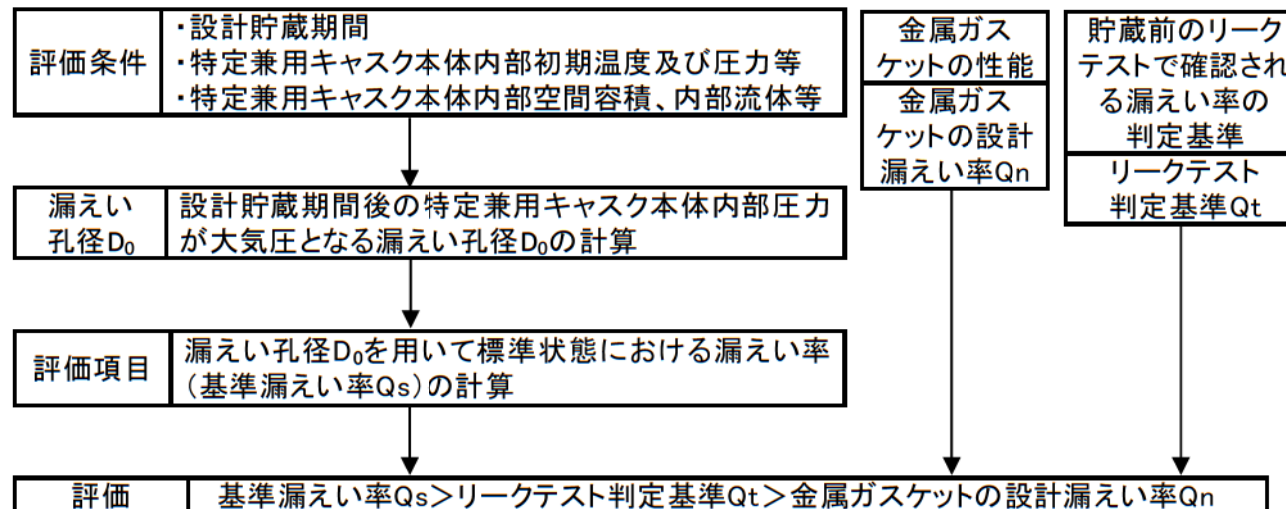 評価条件
・設計貯蔵期間
・特定兼用キャスク本体内部初期温度及び圧力等
・特定兼用キャスク本体内部空間容積、内部流体等
漏えい
孔径D₀
設計貯蔵期間後の特定兼用キャスク本体内部圧力
が大気圧となる漏えい孔径D₀の計算
評価項目
漏えい孔径D₀を用いて標準状態における漏えい率
(基準漏えい率Qs)の計算
金属ガス
ケットの性能
金属ガス
ケットの設計
漏えい率Qn
貯蔵前のリーク
テストで確認され
る漏えい率の
判定基準
リークテスト
判定基準Qt
評価
基準漏えい率Qs>リークテスト判定基準Qt>金属ガスケットの設計漏えい率Qn